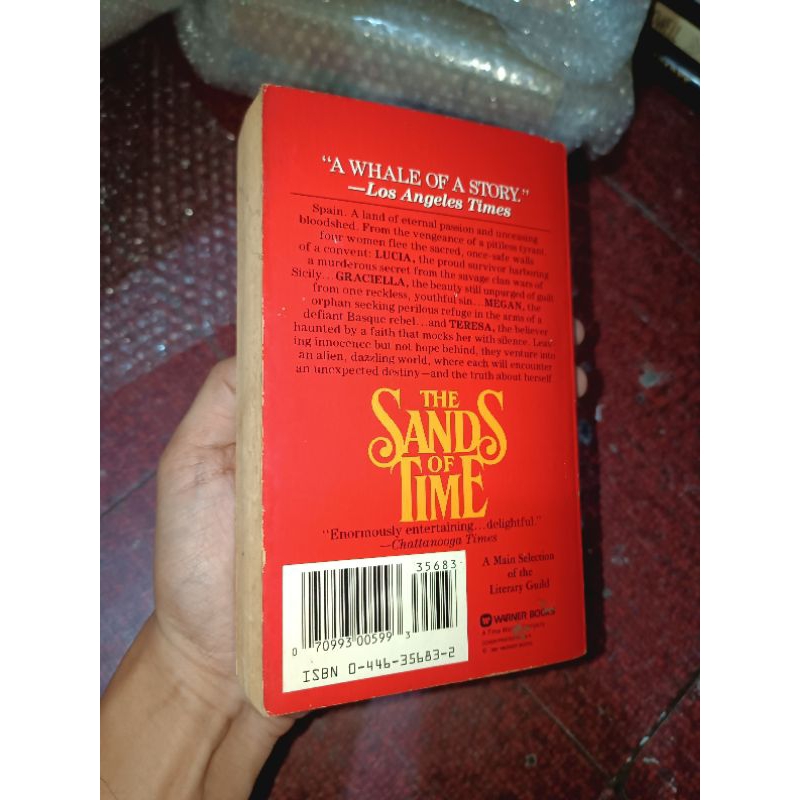 "A WHALE OF A STORY."
—Los Angeles Times
Spain. A land of eternal passion and unceasing
bloodshed. From the vengeance of a pitiless tyrant,
four women flee the sacred, once-safe walls
of a convent: LUCIA, the proud survivor harboring
a murderous secret from the savage clan wars of
Sicily... GRACIELLA, the beauty still unpurged of guilt
from one reckless, youthful sin... MEGAN, the
orphan seeking perilous refuge in the arms of a
defiant Basque rebel...and TERESA, the believer
haunted by a faith that mocks her with silence. Leav-
ing innocence but not hope behind, they venture into
an alien, dazzling world, where each will encounter
an unexpected destiny—and the truth about herself
THE
SANDS
OF
TIME
"Enormously entertaining...delightful."
—Chattanooga Times
A Main Selection
of the
Literary Guild
WARNER BOOKS
35683
0 70993 00599 3
ISBN 0-446-35683-2